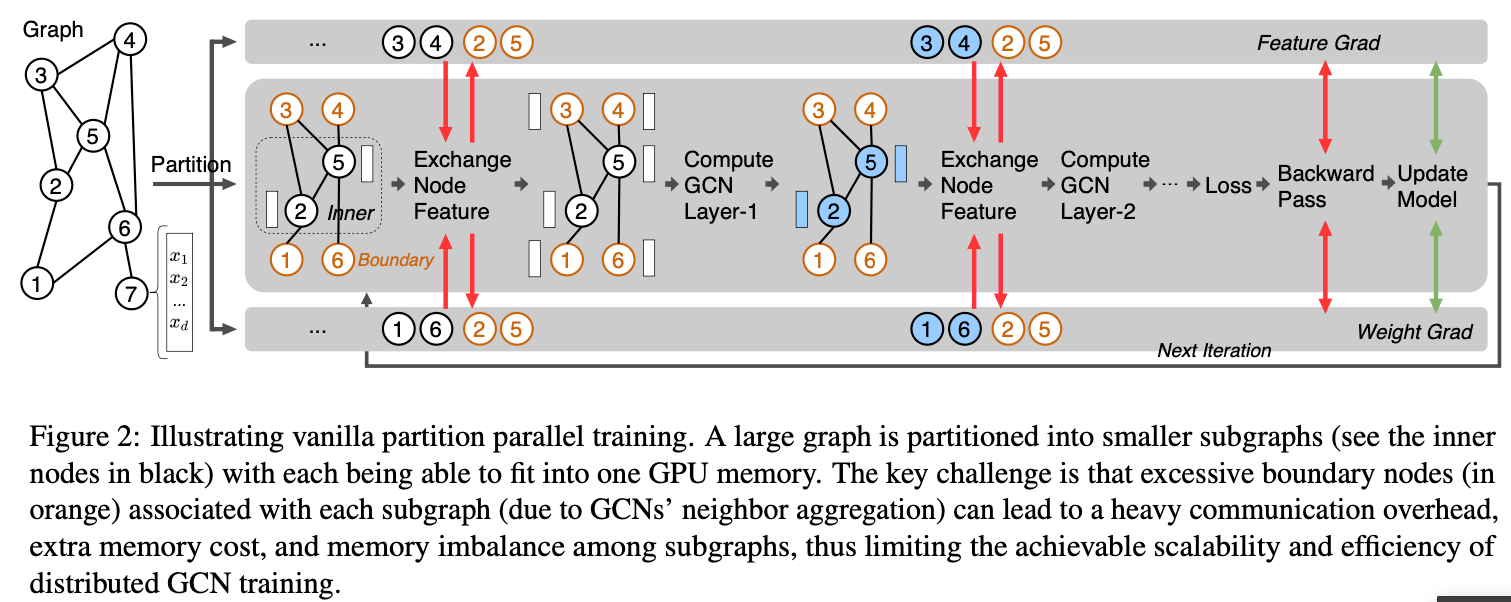 Graph
4
3
5
2
6
1
7
x1
x2
...
xd
Partition
... 3 4 2 5
3 4 2 5
Feature Grad
3 4
5
2 Inner
1 6 Boundary
Exchange
Node
Feature
3 4
5
2
1 6
Compute
GCN
Layer-1
3 4
5
2
1 6
Exchange
Node
Feature
Compute
GCN
Layer-2
...
Loss
Backward
Pass
Update
Model
... 1 6 2 5
1 6 2 5
Weight Grad
Next Iteration
Figure 2: Illustrating vanilla partition parallel training. A large graph is partitioned into smaller subgraphs (see the inner
nodes in black) with each being able to fit into one GPU memory. The key challenge is that excessive boundary nodes (in
orange) associated with each subgraph (due to GCNs’ neighbor aggregation) can lead to a heavy communication overhead,
extra memory cost, and memory imbalance among subgraphs, thus limiting the achievable scalability and efficiency of
distributed GCN training.